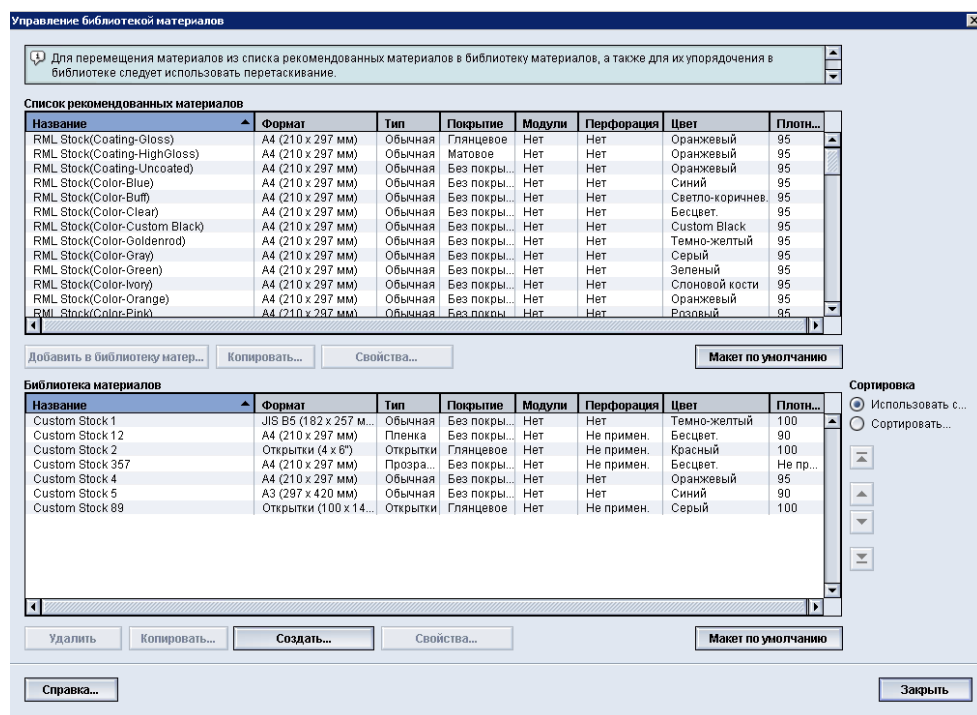 Управление библиотекой материалов
Для перемещения материалов из списка рекомендованных материалов в библиотеку материалов, а также для их упорядочения в
библиотеке следует использовать перетаскивание.
Список рекомендованных материалов
Название Формат Тип Покрытие Модули Перфорация Цвет Плотн...
RML Stock(Coating-Gloss) A4 (210 x 297 мм) Обычная Глянцевое Нет Нет Оранжевый 95
RML Stock(Coating-HighGloss) A4 (210 x 297 мм) Обычная Матовое Нет Нет Оранжевый 95
RML Stock(Coating-Uncoated) A4 (210 x 297 мм) Обычная Без покры... Нет Нет Оранжевый 95
RML Stock(Color-Blue) A4 (210 x 297 мм) Обычная Без покры... Нет Нет Синий 95
RML Stock(Color-Buff) A4 (210 x 297 мм) Обычная Без покры... Нет Нет Светло-коричнев. 95
RML Stock(Color-Clear) A4 (210 x 297 мм) Обычная Без покры... Нет Нет Бесцвет. 95
RML Stock(Color-Custom Black) A4 (210 x 297 мм) Обычная Без покры... Нет Нет Custom Black 95
RML Stock(Color-Goldenrod) A4 (210 x 297 мм) Обычная Без покры... Нет Нет Темно-желтый 95
RML Stock(Color-Gray) A4 (210 x 297 мм) Обычная Без покры... Нет Нет Серый 95
RML Stock(Color-Green) A4 (210 x 297 мм) Обычная Без покры... Нет Нет Зеленый 95
RML Stock(Color-Ivory) A4 (210 x 297 мм) Обычная Без покры... Нет Нет Слоновой кости 95
RML Stock(Color-Orange) A4 (210 x 297 мм) Обычная Без покры... Нет Нет Оранжевый 95
RML Stock(Color-Pink) A4 (210 x 297 мм) Обычная Без покры... Нет Нет Розовый 95
Добавить в библиотеку матер... Копировать... Свойства... Макет по умолчанию
Библиотека материалов Сортировка
Название Формат Тип Покрытие Модули Перфорация Цвет Плотн... Использовать с...
Custom Stock 1 JIS B5 (182 x 257 м... Обычная Без покры... Нет Нет Темно-желтый 100 Сортировать...
Custom Stock 12 A4 (210 x 297 мм) Пленка Без покры... Нет Не примен. Бесцвет. 90
Custom Stock 2 Открытки (4 x 6") Открытки Глянцевое Нет Не примен. Красный 100
Custom Stock 357 A4 (210 x 297 мм) Прозра... Без покры... Нет Не примен. Бесцвет. Не пр...
Custom Stock 4 A4 (210 x 297 мм) Обычная Без покры... Нет Нет Оранжевый 95
Custom Stock 5 A3 (297 x 420 мм) Обычная Без покры... Нет Нет Синий 90
Custom Stock 89 Открытки (100 x 14... Открытки Глянцевое Нет Не примен. Серый 100
Удалить Копировать... Создать... Свойства... Макет по умолчанию
Справка... Закрыть